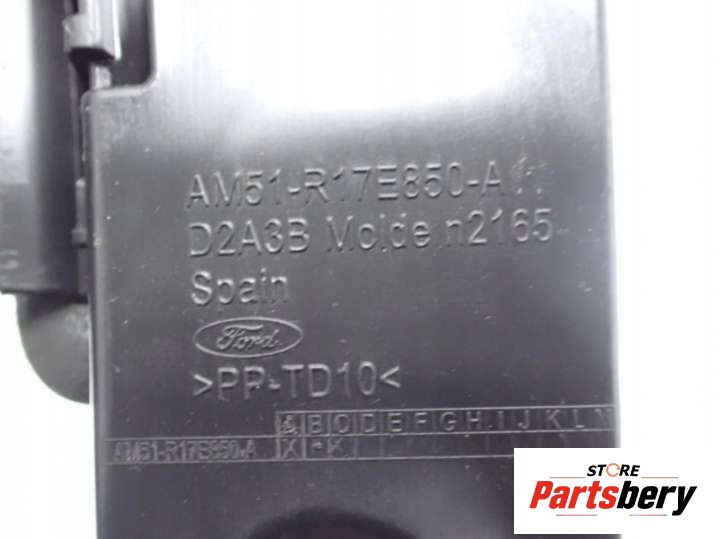 AM51-R17E850-A
D2A3B Molde n2165
Spain
Ford
>PP-TD10<
A B C D E F G H I J K L N
AM51-R17E850-A X - K
STORE
Partsbery